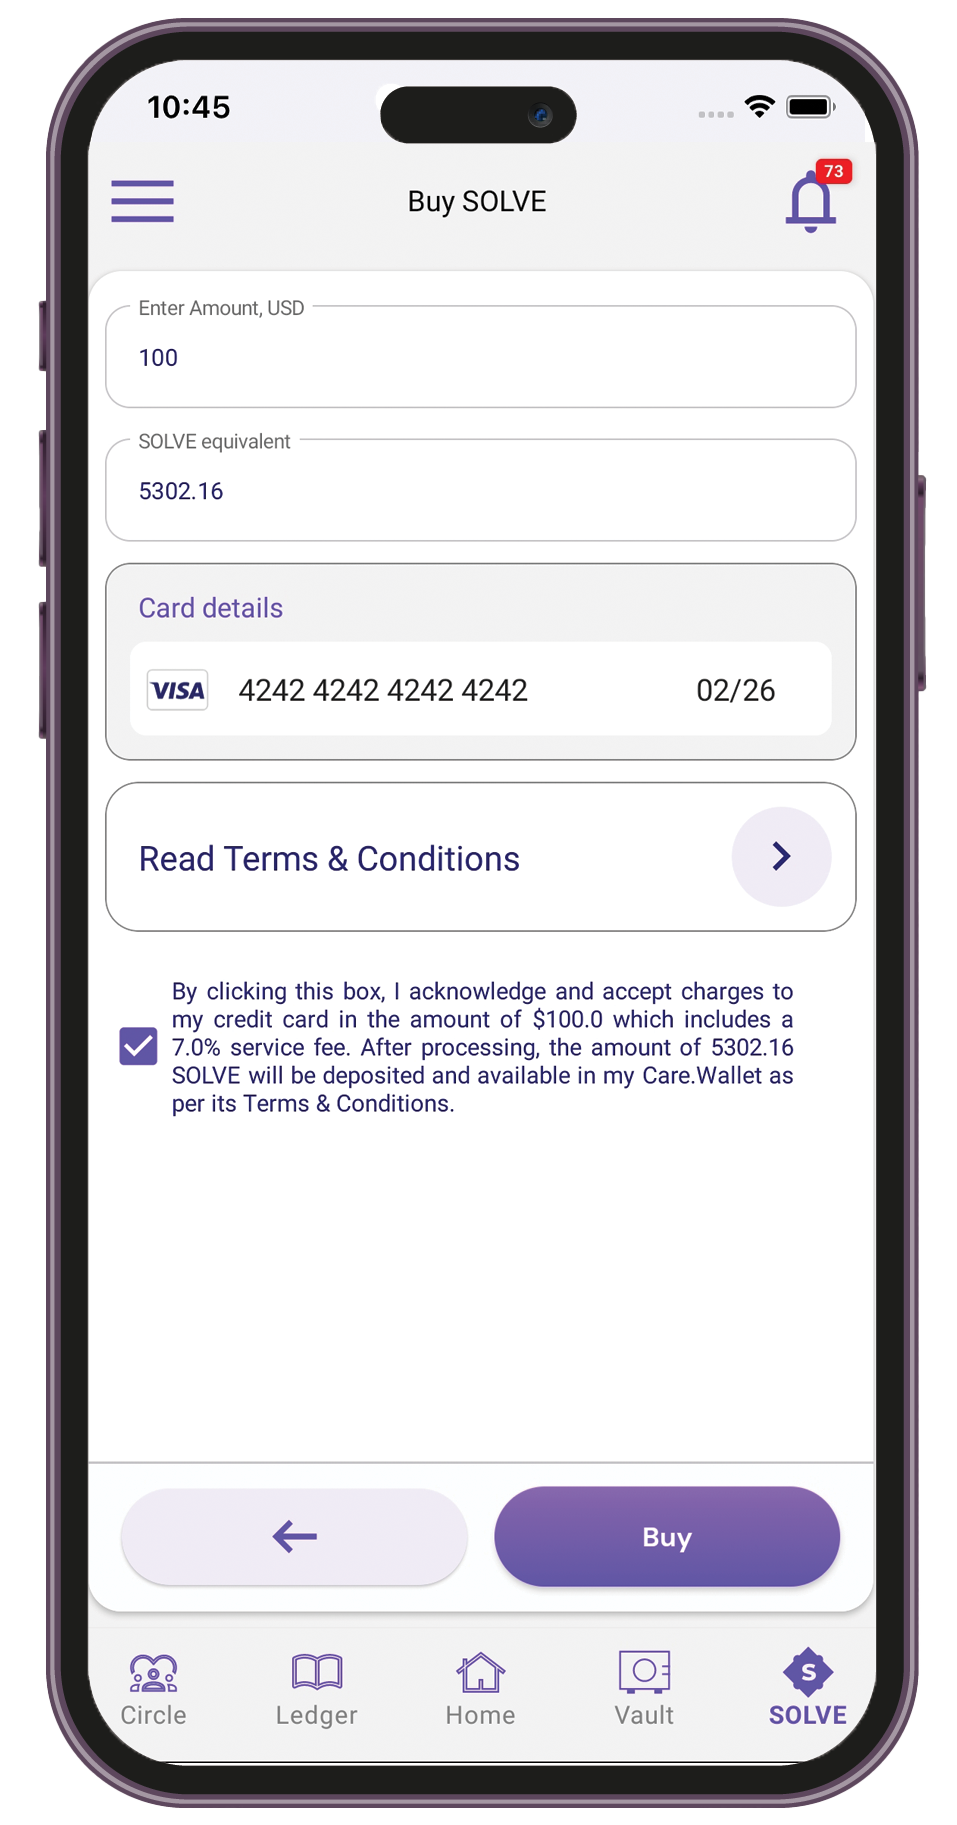 10:45
73
Buy SOLVE
Enter Amount, USD
100
SOLVE equivalent
5302.16
Card details
VISA 4242 4242 4242 4242 02/26
Read Terms & Conditions
By clicking this box, I acknowledge and accept charges to
my credit card in the amount of $100.0 which includes a
7.0% service fee. After processing, the amount of 5302.16
SOLVE will be deposited and available in my Care.Wallet as
per its Terms & Conditions.
Buy
S
Circle Ledger Home Vault SOLVE